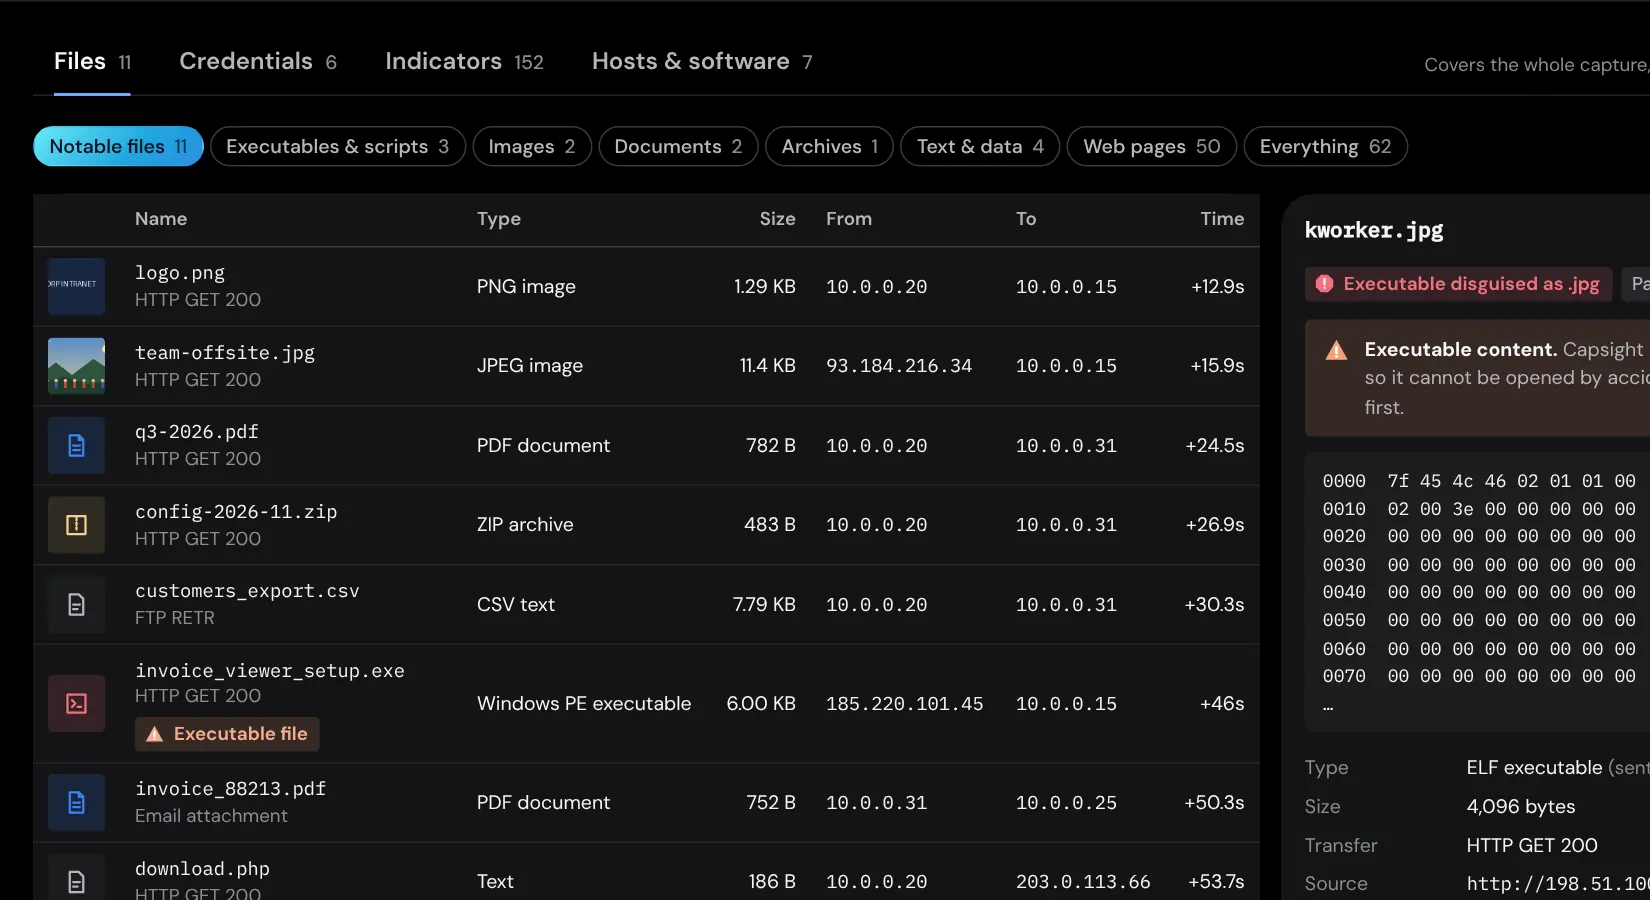 Files 11 Credentials 6 Indicators 152 Hosts & software 7
Covers the whole capture,
Notable files 11 Executables & scripts 3 Images 2 Documents 2 Archives 1 Text & data 4 Web pages 50 Everything 62
Name Type Size From To Time
logo.png
HTTP GET 200
PNG image 1.29 KB 10.0.0.20 10.0.0.15 +12.9s
team-offsite.jpg
HTTP GET 200
JPEG image 11.4 KB 93.184.216.34 10.0.0.15 +15.9s
q3-2026.pdf
HTTP GET 200
PDF document 782 B 10.0.0.20 10.0.0.31 +24.5s
config-2026-11.zip
HTTP GET 200
ZIP archive 483 B 10.0.0.20 10.0.0.31 +26.9s
customers_export.csv
FTP RETR
CSV text 7.79 KB 10.0.0.20 10.0.0.31 +30.3s
invoice_viewer_setup.exe
HTTP GET 200
Executable file
Windows PE executable 6.00 KB 185.220.101.45 10.0.0.15 +46s
invoice_88213.pdf
Email attachment
PDF document 752 B 10.0.0.31 10.0.0.25 +50.3s
download.php
HTTP GET 200
Text 186 B 10.0.0.20 203.0.113.66 +53.7s
kworker.jpg
Executable disguised as .jpg
Executable content. Capsight
so it cannot be opened by
first.
0000 7f 45 4c 46 02 01 01 00
0010 02 00 3e 00 00 00 00 00
0020 00 00 00 00 00 00 00 00
0030 00 00 00 00 00 00 00 00
0040 00 00 00 00 00 00 00 00
0050 00 00 00 00 00 00 00 00
0060 00 00 00 00 00 00 00 00
0070 00 00 00 00 00 00 00 00
…
Type ELF executable (sent
Size 4,096 bytes
Transfer HTTP GET 200
Source http://198.51.100